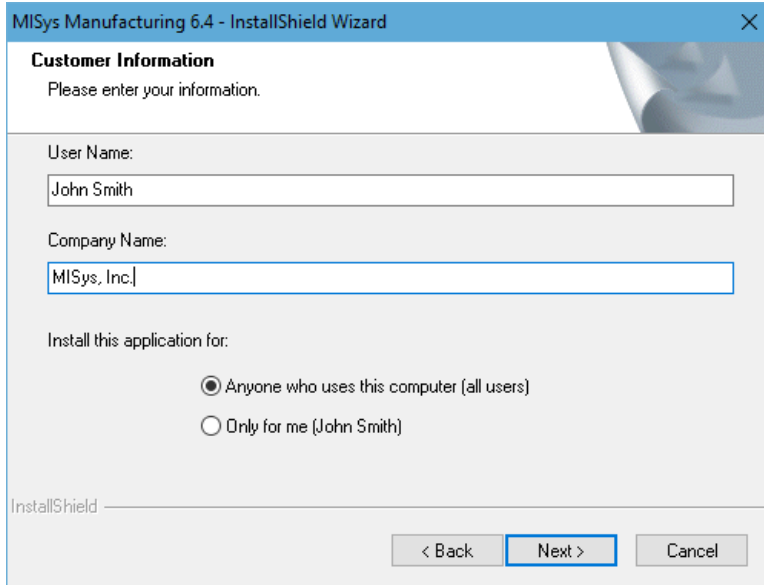 MISys Manufacturing 6.4 - InstallShield Wizard
Customer Information
Please enter your information.
User Name:
John Smith
Company Name:
MISys, Inc.
Install this application for:
Anyone who uses this computer (all users)
Only for me (John Smith)
InstallShield
< Back Next > Cancel